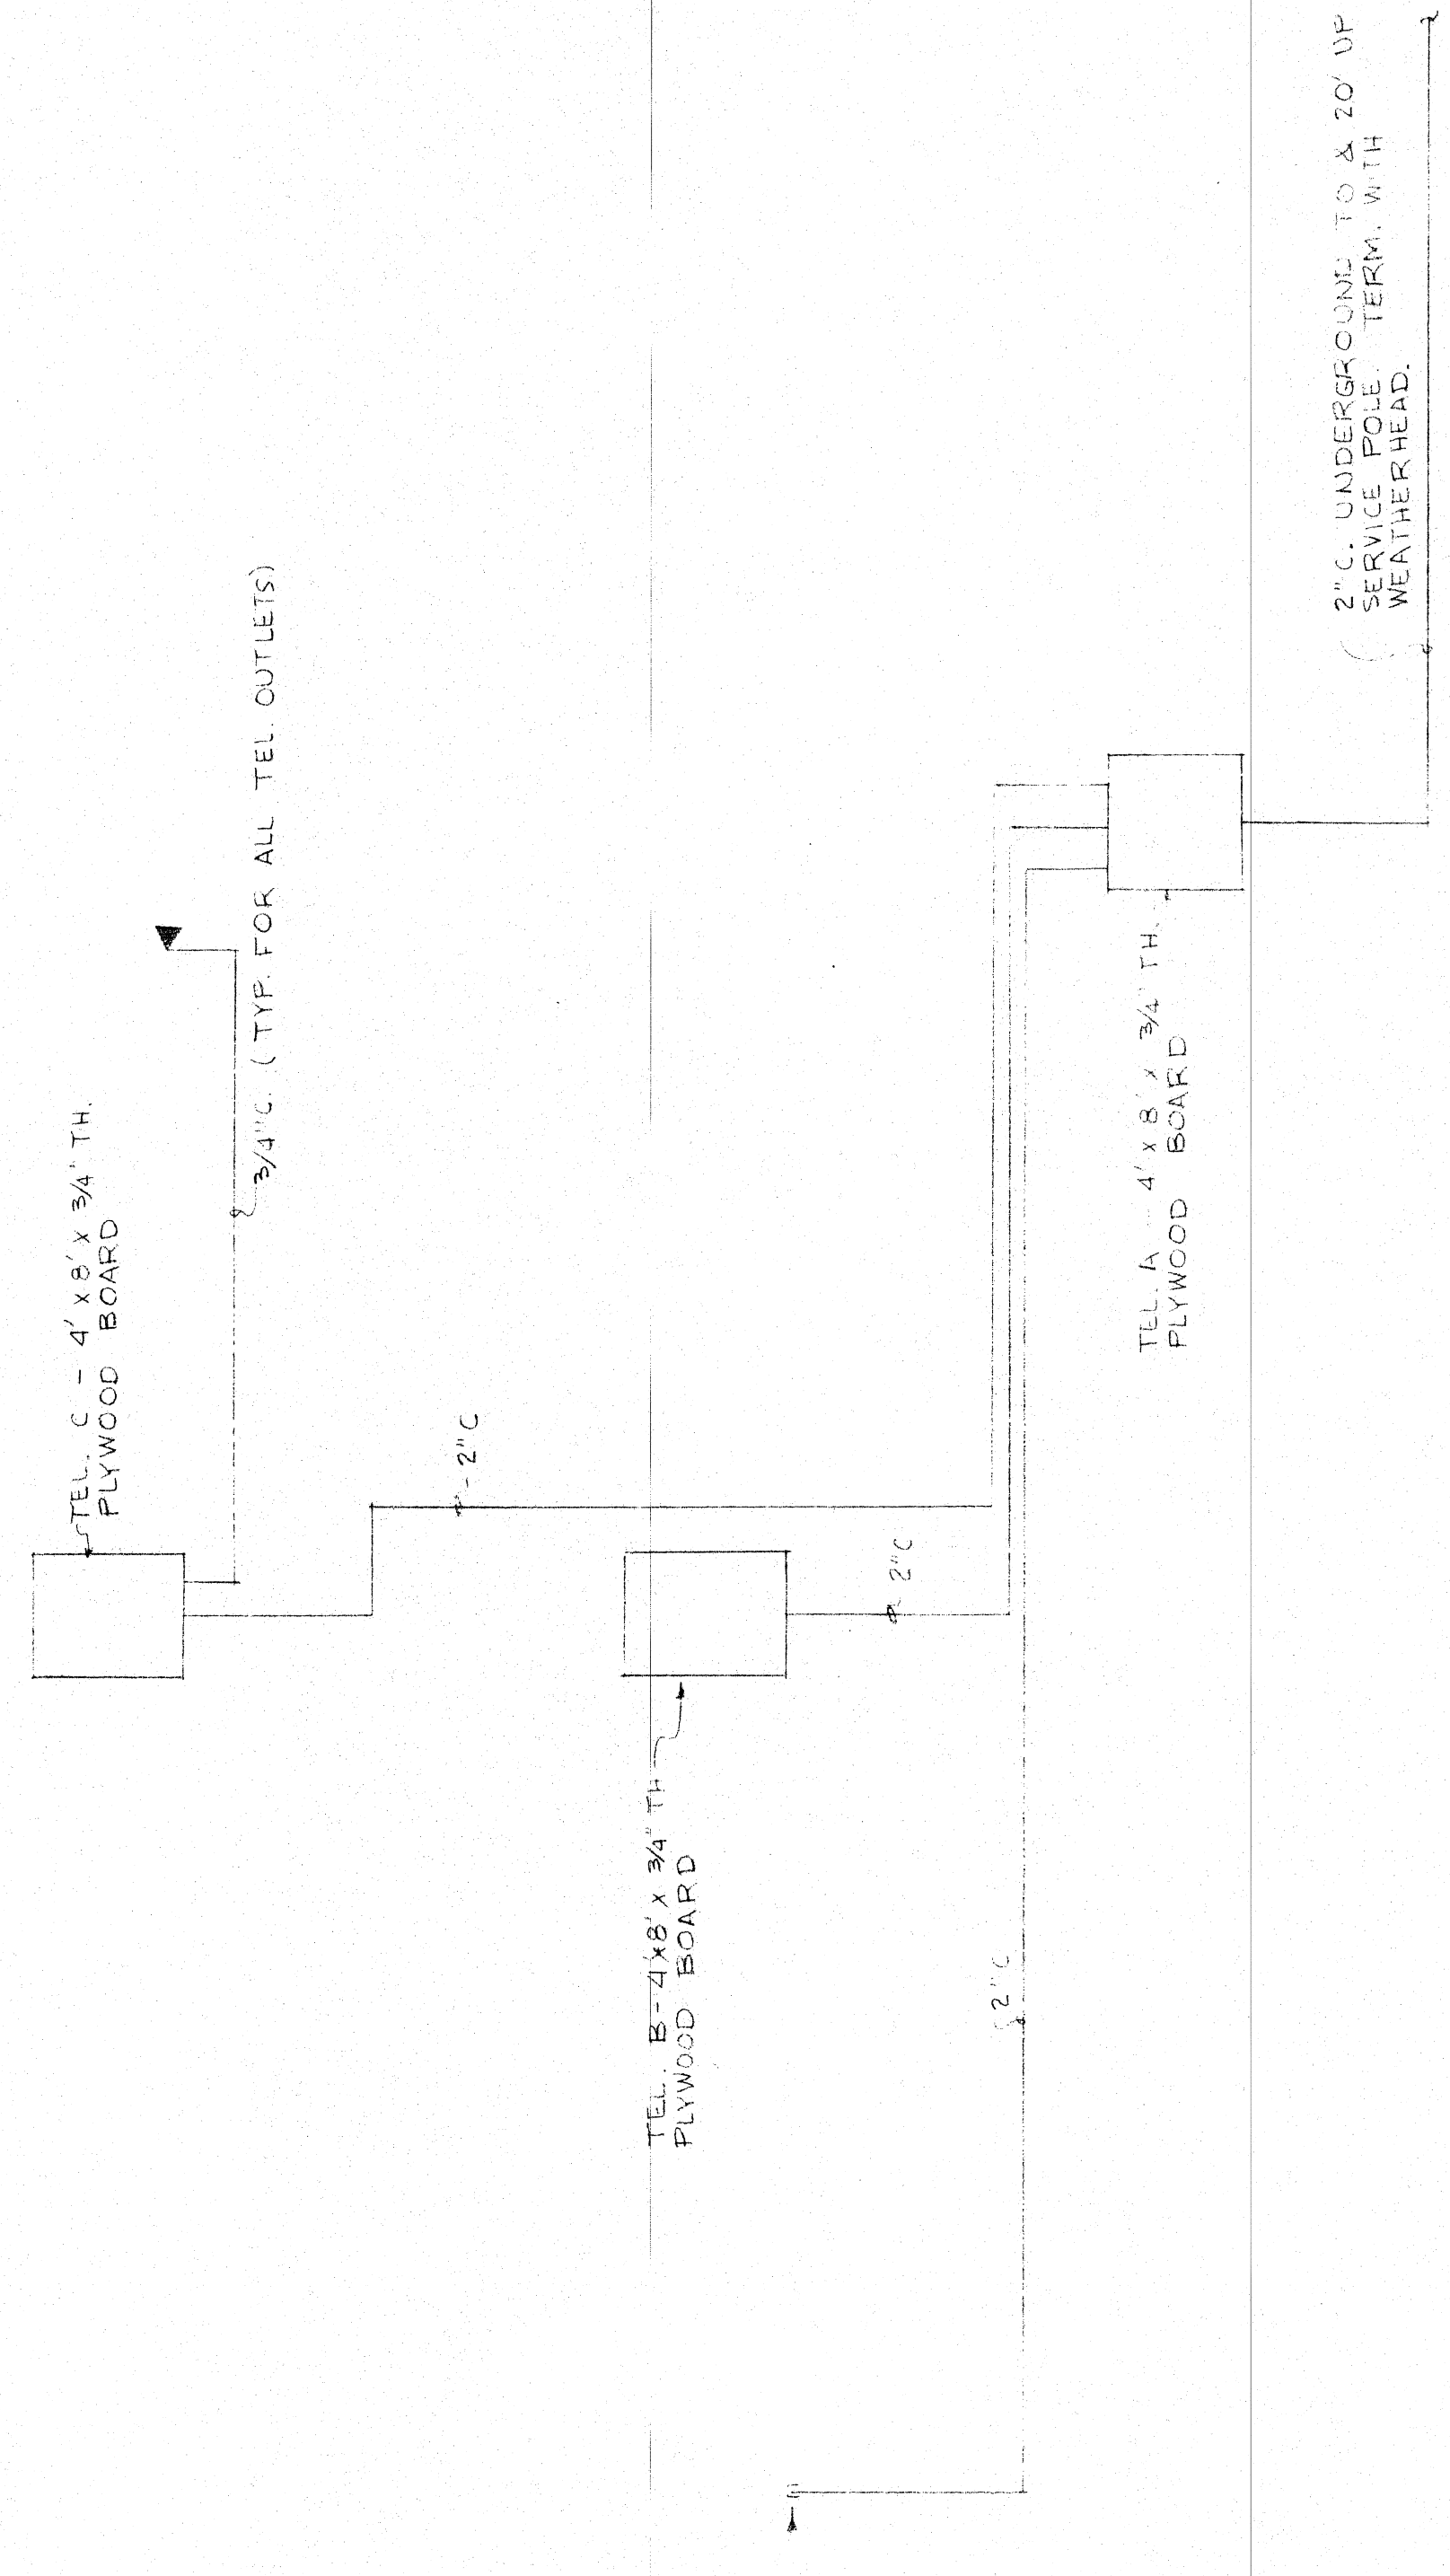 TEL. C - 4' x 8' x 3/4" TH.
PLYWOOD BOARD
3/4"C. (TYP. FOR ALL TEL. OUTLETS)
2"C
TEL. B - 4'x8' x 3/4" TH
PLYWOOD BOARD
2"C
2"C
TEL. A - 4' x 8' x 3/4" TH.
PLYWOOD BOARD
2"C. UNDERGROUND TO & 20' UP
SERVICE POLE. TERM. WITH
WEATHERHEAD.